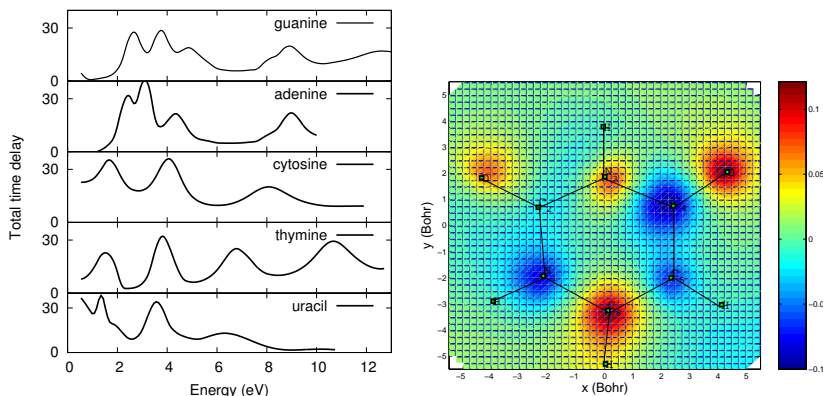 guanine
adenine
cytosine
thymine
uracil
Total time delay
30
0
30
0
30
0
30
0
30
0
0 2 4 6 8 10 12
Energy (eV)
5
4
3
2
1
0
−1
−2
−3
−4
−5
y (Bohr)
−5 −4 −3 −2 −1 0 1 2 3 4 5
x (Bohr)
0.1
0.05
0
−0.05
−0.1